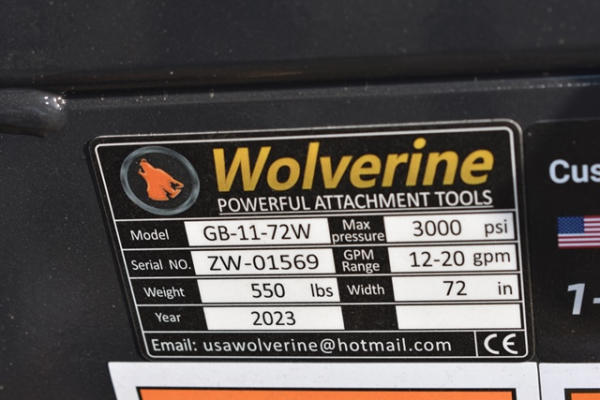 Wolverine
POWERFUL ATTACHMENT TOOLS
Model GB-11-72W Max pressure 3000 psi
Serial NO. ZW-01569 GPM Range 12-20 gpm
Weight 550 lbs Width 72 in
Year 2023
Email: usawolverine@hotmail.com CE
Cus
1-